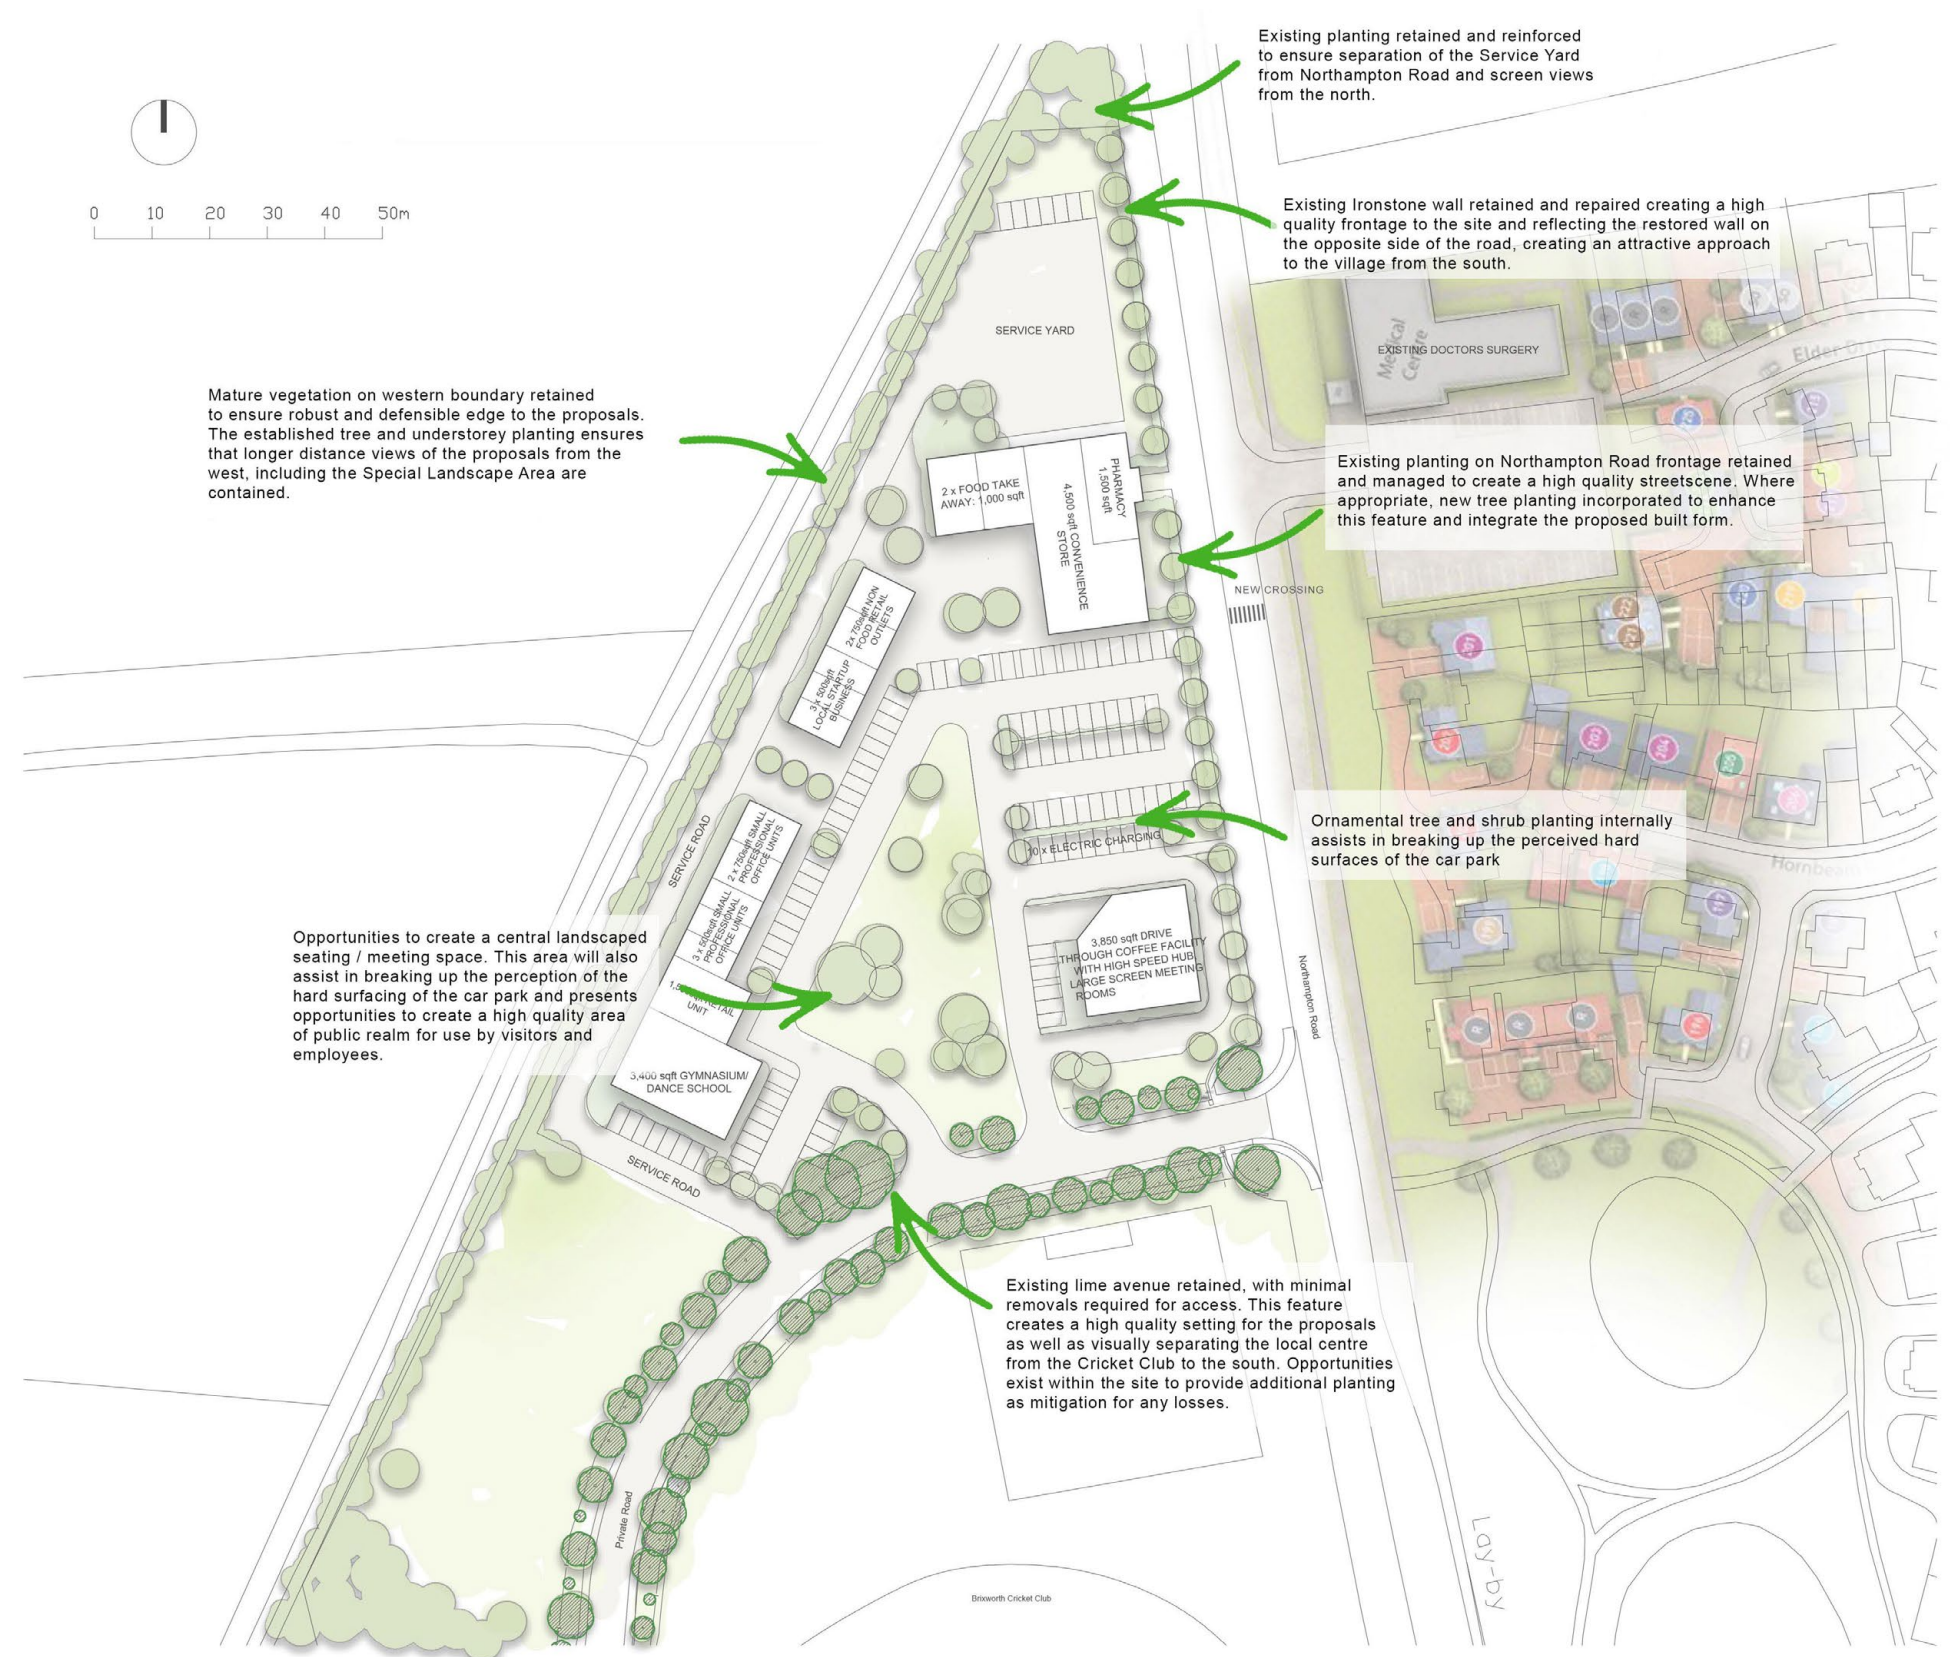 Existing planting retained and reinforced
to ensure separation of the Service Yard
from Northampton Road and screen views
from the north.
0 10 20 30 40 50m
Existing Ironstone wall retained and repaired creating a high
quality frontage to the site and reflecting the restored wall on
the opposite side of the road, creating an attractive approach
to the village from the south.
SERVICE YARD
Medical
Centre
EXISTING DOCTORS SURGERY
Elder
Mature vegetation on western boundary retained
to ensure robust and defensible edge to the proposals.
The established tree and understorey planting ensures
that longer distance views of the proposals from the
west, including the Special Landscape Area are
contained.
2 x FOOD TAKE
AWAY: 1,000 sqft
4,500 sqft CONVENIENCE
STORE
PHARMACY
1,500 sqft
Existing planting on Northampton Road frontage retained
and managed to create a high quality streetscene. Where
appropriate, new tree planting incorporated to enhance
this feature and integrate the proposed built form.
NEW CROSSING
2x 750sqft NON
FOOD RETAIL
OUTLETS
3 x 500sqft
LOCAL STARTUP
BUSINESS
201
203
204
205
SERVICE ROAD
2 x 750sqft SMALL
PROFESSIONAL
OFFICE UNITS
3 x 500sqft SMALL
PROFESSIONAL
OFFICE UNITS
10 x ELECTRIC CHARGING
Ornamental tree and shrub planting internally
assists in breaking up the perceived hard
surfaces of the car park
Hornbeam
Opportunities to create a central landscaped
seating / meeting space. This area will also
assist in breaking up the perception of the
hard surfacing of the car park and presents
opportunities to create a high quality area
of public realm for use by visitors and
employees.
RETAIL
UNIT
3,400 sqft GYMNASIUM/
DANCE SCHOOL
3,850 sqft DRIVE
THROUGH COFFEE FACILITY
WITH HIGH SPEED HUB
LARGE SCREEN MEETING
ROOMS
Northampton Road
R R R
196
SERVICE ROAD
Existing lime avenue retained, with minimal
removals required for access. This feature
creates a high quality setting for the proposals
as well as visually separating the local centre
from the Cricket Club to the south. Opportunities
exist within the site to provide additional planting
as mitigation for any losses.
Private Road
Lay-by
Brixworth Cricket Club